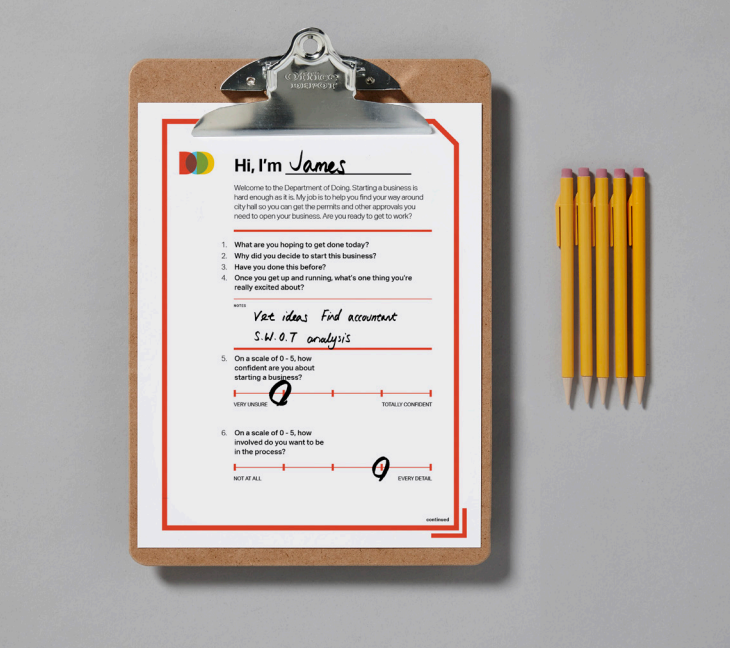 Hi, I'm James
Welcome to the Department of Doing. Starting a business is
hard enough as it is. My job is to help you find your way around
city hall so you can get the permits and other approvals you
need to open your business. Are you ready to get to work?
1. What are you hoping to get done today?
2. Why did you decide to start this business?
3. Have you done this before?
4. Once you get up and running, what's one thing you're
really excited about?
NOTES
Vet ideas Find accountant
S.W.O.T analysis
5. On a scale of 0 - 5, how
confident are you about
starting a business?
VERY UNSURE TOTALLY CONFIDENT
6. On a scale of 0 - 5, how
involved do you want to be
in the process?
NOT AT ALL EVERY DETAIL
continued